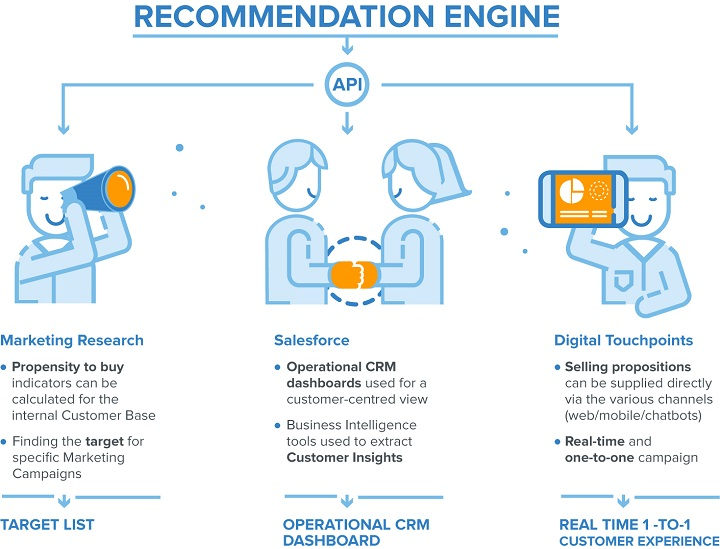 RECOMMENDATION ENGINE
API
Marketing Research
• Propensity to buy
indicators can be
calculated for the
internal Customer Base
• Finding the target for
specific Marketing
Campaigns
TARGET LIST
Salesforce
• Operational CRM
dashboards used for a
customer-centred view
• Business Intelligence
tools used to extract
Customer Insights
OPERATIONAL CRM
DASHBOARD
Digital Touchpoints
• Selling propositions
can be supplied directly
via the various channels
(web/mobile/chatbots)
• Real-time and
one-to-one campaign
REAL TIME 1 -TO-1
CUSTOMER EXPERIENCE